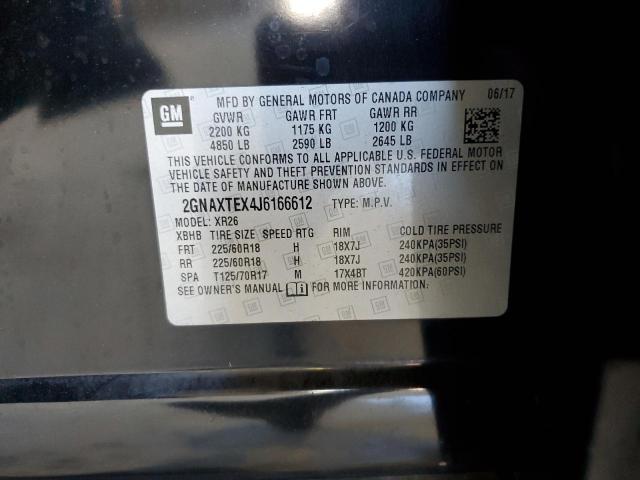 GM MFD BY GENERAL MOTORS OF CANADA COMPANY 06/17
GVWR GAWR FRT GAWR RR
2200 KG 1175 KG 1200 KG
4850 LB 2590 LB 2645 LB
THIS VEHICLE CONFORMS TO ALL APPLICABLE U.S. FEDERAL MOTOR
VEHICLE SAFETY AND THEFT PREVENTION STANDARDS IN EFFECT ON
THE DATE OF MANUFACTURE SHOWN ABOVE.
2GNAXTEX4J6166612 TYPE: M.P.V.
MODEL: XR26
XBHB TIRE SIZE SPEED RTG RIM COLD TIRE PRESSURE
FRT 225/60R18 H 18X7J 240KPA(35PSI)
RR 225/60R18 H 18X7J 240KPA(35PSI)
SPA T125/70R17 M 17X4BT 420KPA(60PSI)
SEE OWNER'S MANUAL FOR MORE INFORMATION.